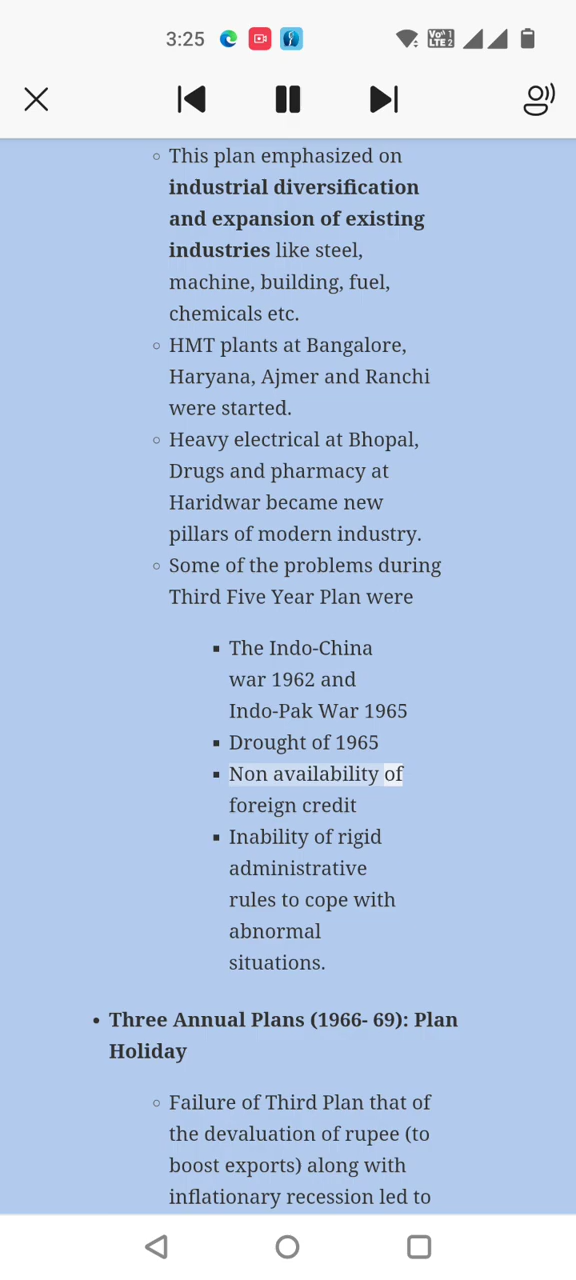 3:25
Vo 1
LTE 2
This plan emphasized on
industrial diversification
and expansion of existing
industries like steel,
machine, building, fuel,
chemicals etc.
HMT plants at Bangalore,
Haryana, Ajmer and Ranchi
were started.
Heavy electrical at Bhopal,
Drugs and pharmacy at
Haridwar became new
pillars of modern industry.
Some of the problems during
Third Five Year Plan were
The Indo-China
war 1962 and
Indo-Pak War 1965
Drought of 1965
Non availability of
foreign credit
Inability of rigid
administrative
rules to cope with
abnormal
situations.
Three Annual Plans (1966- 69): Plan
Holiday
Failure of Third Plan that of
the devaluation of rupee (to
boost exports) along with
inflationary recession led to